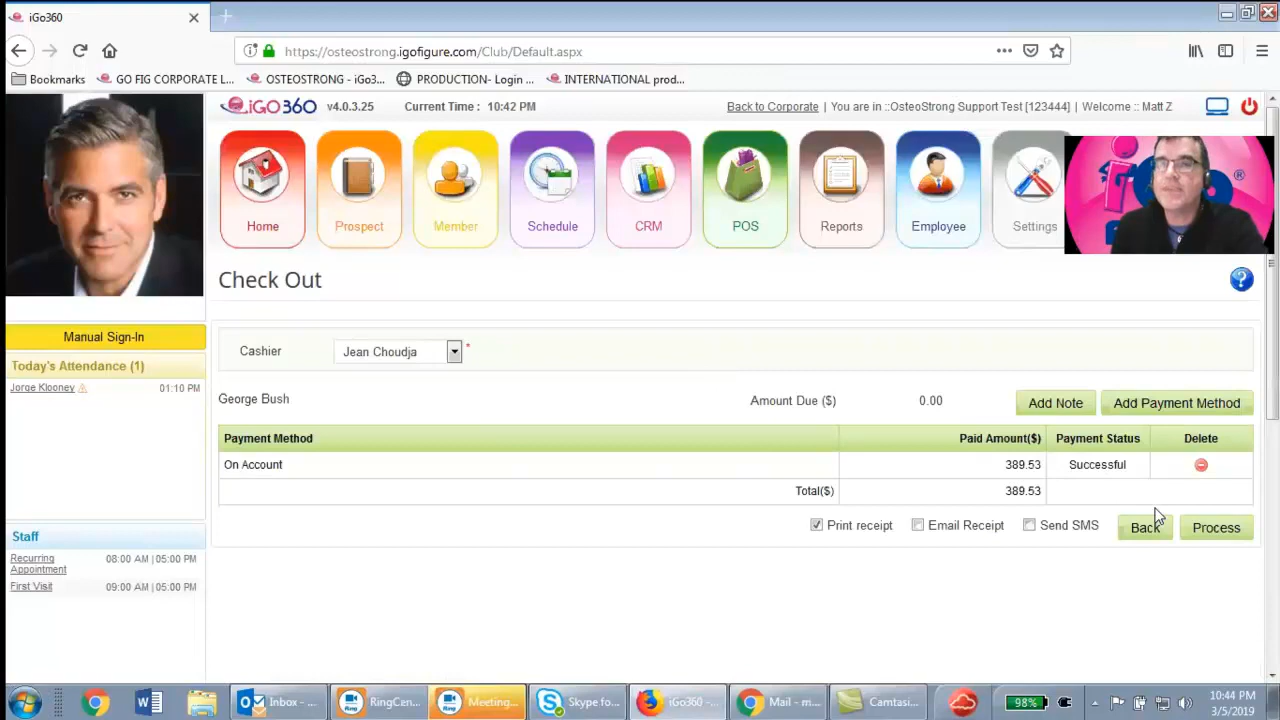 iGo360
https://osteostrong.igofigure.com/Club/Default.aspx
Bookmarks GO FIG CORPORATE L... OSTEOSTRONG - iGo3... PRODUCTION- Login ... INTERNATIONAL prod...
iGO360 v4.0.3.25 Current Time : 10:42 PM Back to Corporate | You are in ::OsteoStrong Support Test [123444] | Welcome :: Matt Z
Home Prospect Member Schedule CRM POS Reports Employee Settings
®
Check Out
?
Manual Sign-In
Cashier Jean Choudja *
Today's Attendance (1)
Jorge Klooney 01:10 PM
George Bush Amount Due ($) 0.00 Add Note Add Payment Method
Payment Method Paid Amount($) Payment Status Delete
On Account 389.53 Successful
Total($) 389.53
Print receipt Email Receipt Send SMS Back Process
Staff
Recurring Appointment 08:00 AM | 05:00 PM
First Visit 09:00 AM | 05:00 PM
Inbox - ... RingCen... Meeting... Skype fo... iGo360 -... Mail - m... Camtasi... 98% 10:44 PM
3/5/2019